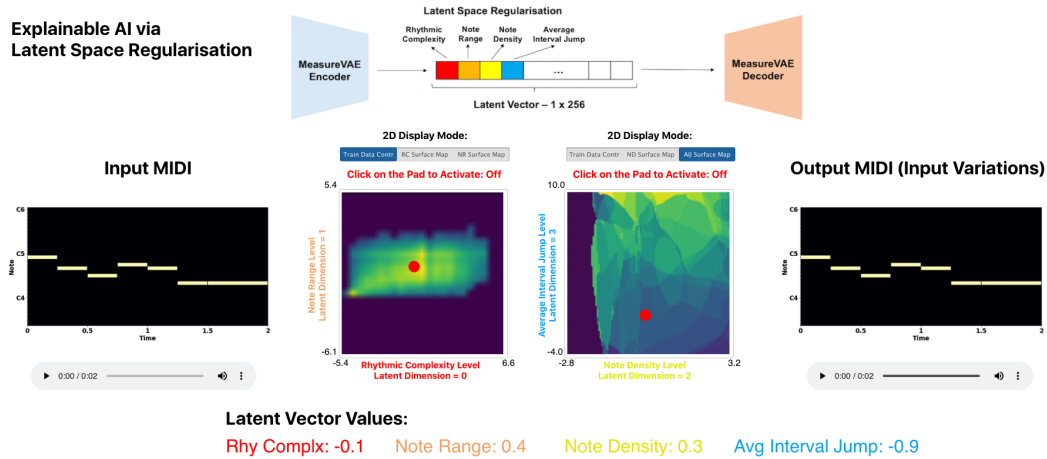 Explainable AI via
Latent Space Regularisation
Latent Space Regularisation
Rhythmic
Complexity
Note
Range
Note
Density
Average
Interval Jump
MeasureVAE
Encoder
...
MeasureVAE
Decoder
Latent Vector – 1 x 256
Input MIDI
2D Display Mode:
Train Data Contr
RC Surface Map
NR Surface Map
Click on the Pad to Activate: Off
2D Display Mode:
Train Data Contr
ND Surface Map
AIJ Surface Map
Click on the Pad to Activate: Off
Output MIDI (Input Variations)
C6
C5
C4
Note
0
0.5
1
1.5
2
Time
0:00 / 0:02
5.4
-6.1
Note Range Level
Latent Dimension = 1
-5.4
6.6
Rhythmic Complexity Level
Latent Dimension = 0
10.0
-4.0
Average Interval Jump Level
Latent Dimension = 3
-2.8
3.2
Note Density Level
Latent Dimension = 2
C6
C5
C4
Note
0
0.5
1
1.5
2
Time
0:00 / 0:02
Latent Vector Values:
Rhy Complx: -0.1
Note Range: 0.4
Note Density: 0.3
Avg Interval Jump: -0.9